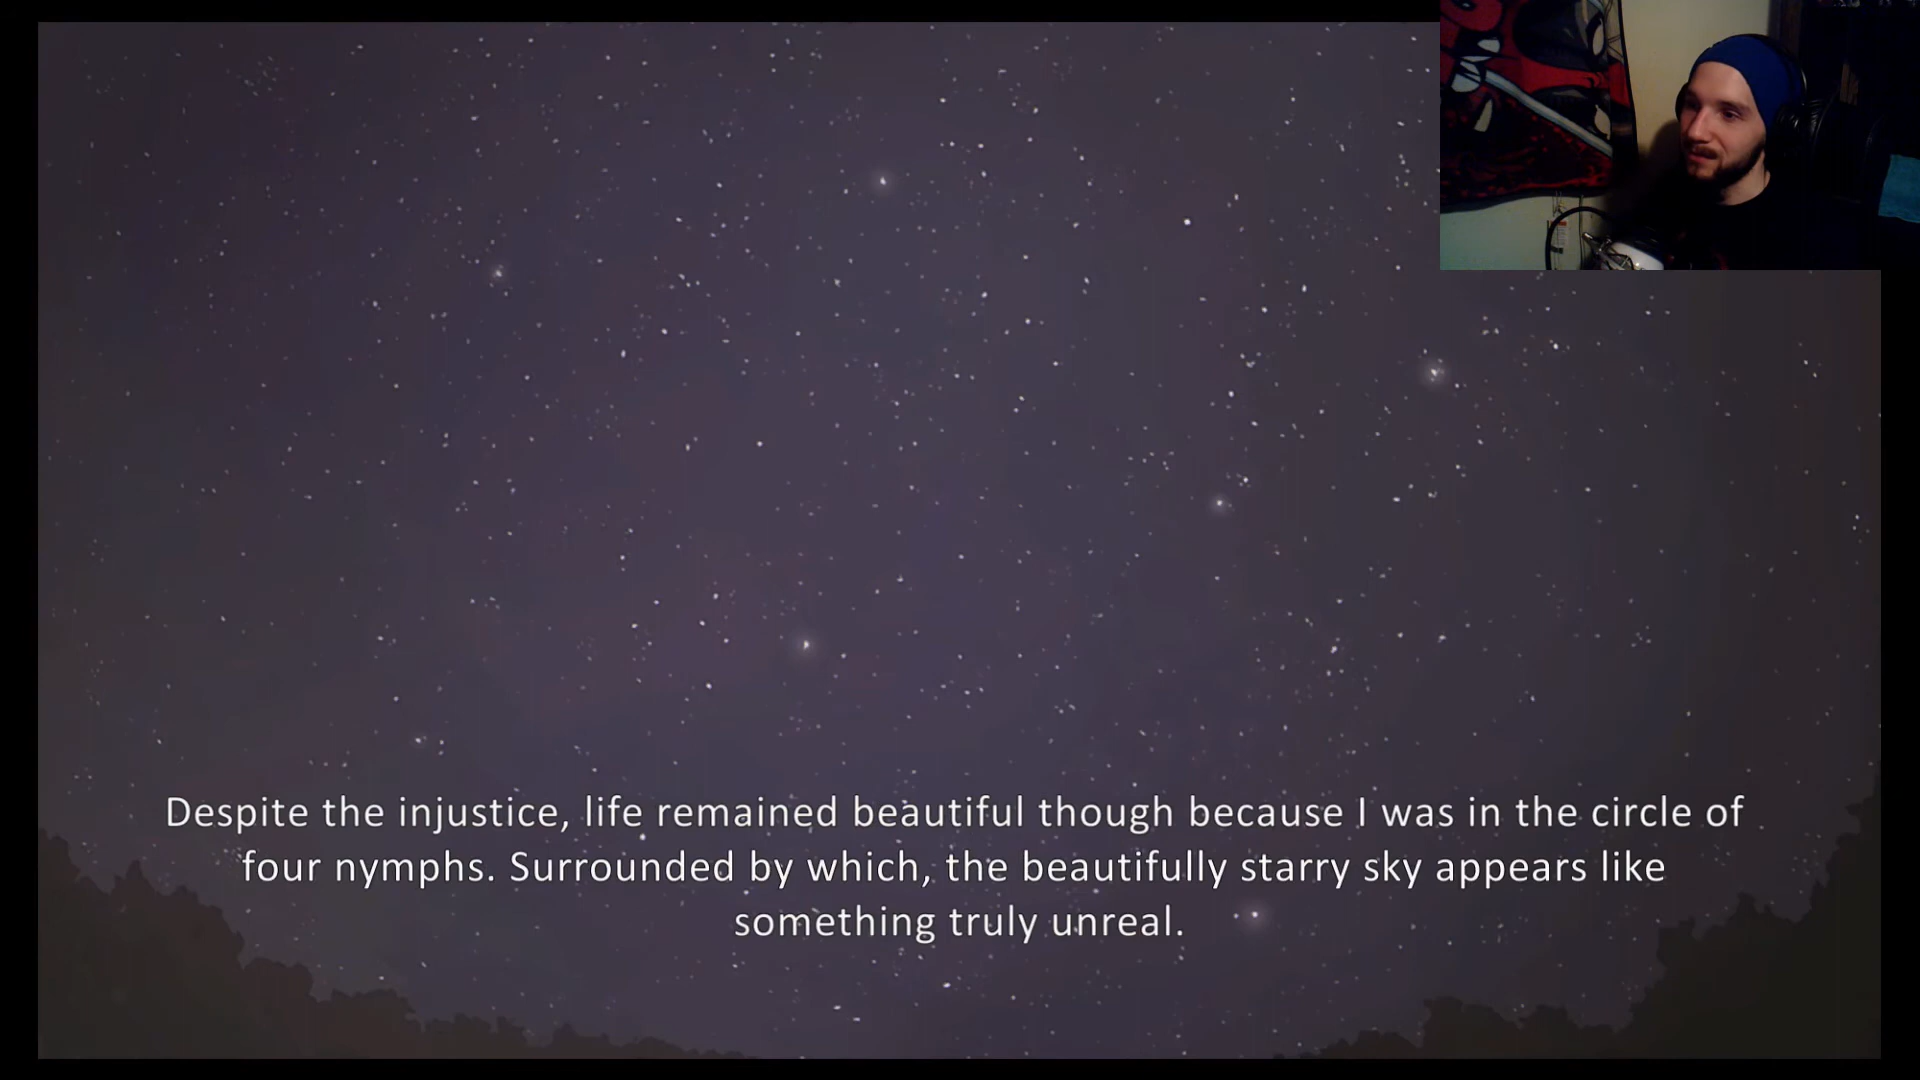 Despite the injustice, life remained beautiful though because I was in the circle of
four nymphs. Surrounded by which, the beautifully starry sky appears like
something truly unreal.